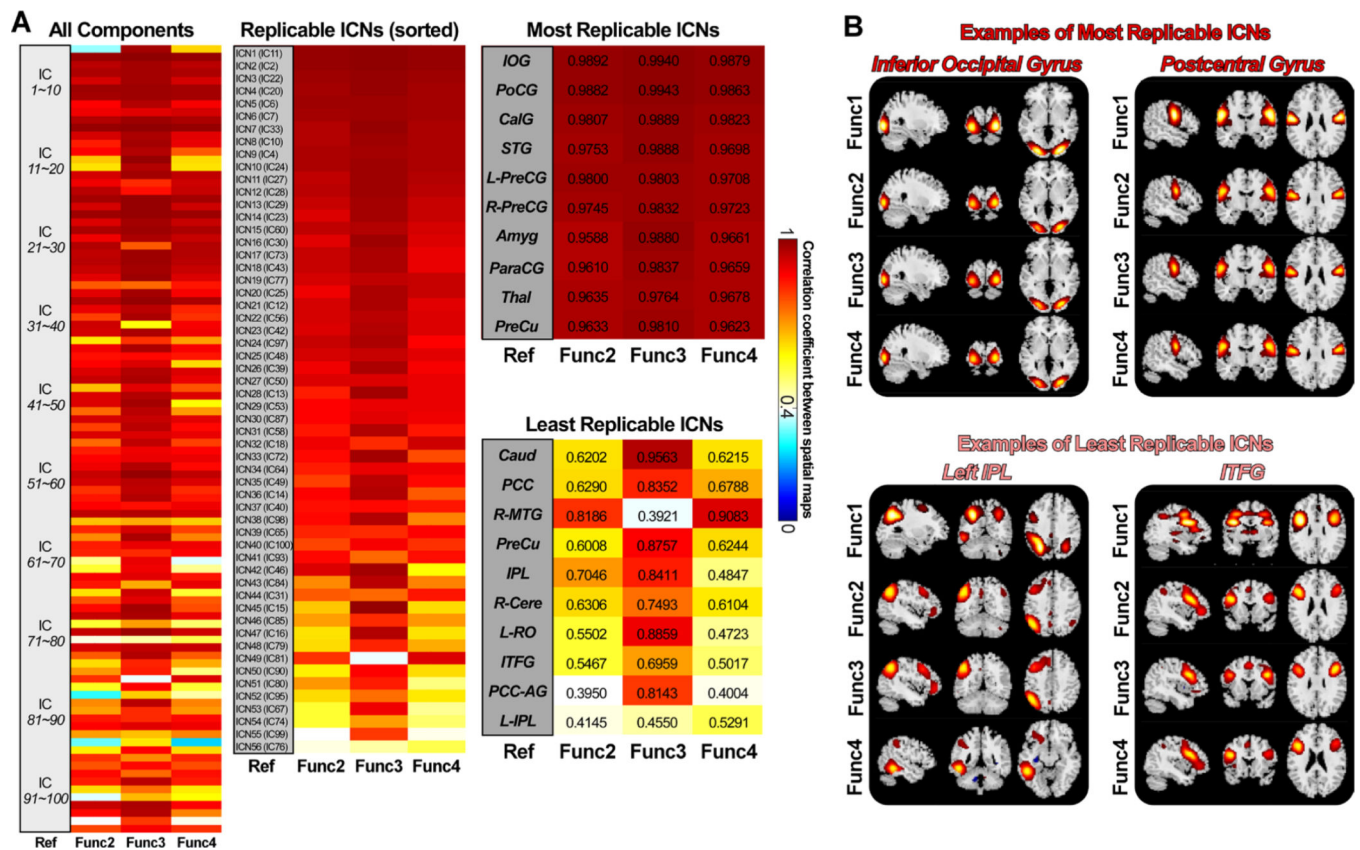 A
All Components
IC
1~10
IC
11~20
IC
21~30
IC
31~40
IC
41~50
IC
51~60
IC
61~70
IC
71~80
IC
81~90
IC
91~100
Ref Func2 Func3 Func4
Replicable ICNs (sorted)
ICN1 (IC11)
ICN2 (IC2)
ICN3 (IC22)
ICN4 (IC20)
ICN5 (IC6)
ICN6 (IC7)
ICN7 (IC33)
ICN8 (IC10)
ICN9 (IC4)
ICN10 (IC24)
ICN11 (IC27)
ICN12 (IC28)
ICN13 (IC29)
ICN14 (IC23)
ICN15 (IC60)
ICN16 (IC30)
ICN17 (IC73)
ICN18 (IC43)
ICN19 (IC77)
ICN20 (IC25)
ICN21 (IC12)
ICN22 (IC56)
ICN23 (IC42)
ICN24 (IC97)
ICN25 (IC48)
ICN26 (IC39)
ICN27 (IC50)
ICN28 (IC13)
ICN29 (IC53)
ICN30 (IC87)
ICN31 (IC58)
ICN32 (IC18)
ICN33 (IC72)
ICN34 (IC64)
ICN35 (IC49)
ICN36 (IC14)
ICN37 (IC40)
ICN38 (IC98)
ICN39 (IC65)
ICN40 (IC100)
ICN41 (IC93)
ICN42 (IC46)
ICN43 (IC84)
ICN44 (IC31)
ICN45 (IC15)
ICN46 (IC85)
ICN47 (IC16)
ICN48 (IC79)
ICN49 (IC81)
ICN50 (IC90)
ICN51 (IC80)
ICN52 (IC95)
ICN53 (IC67)
ICN54 (IC74)
ICN55 (IC99)
ICN56 (IC76)
Ref Func2 Func3 Func4
Most Replicable ICNs
IOG 0.9892 0.9940 0.9879
PoCG 0.9882 0.9943 0.9863
CalG 0.9807 0.9889 0.9823
STG 0.9753 0.9888 0.9698
L-PreCG 0.9800 0.9803 0.9708
R-PreCG 0.9745 0.9832 0.9723
Amyg 0.9588 0.9880 0.9661
ParaCG 0.9610 0.9837 0.9659
Thal 0.9635 0.9764 0.9678
PreCu 0.9633 0.9810 0.9623
Ref Func2 Func3 Func4
Least Replicable ICNs
Caud 0.6202 0.9563 0.6215
PCC 0.6290 0.8352 0.6788
R-MTG 0.8186 0.3921 0.9083
PreCu 0.6008 0.8757 0.6244
IPL 0.7046 0.8411 0.4847
R-Cere 0.6306 0.7493 0.6104
L-RO 0.5502 0.8859 0.4723
ITFG 0.5467 0.6959 0.5017
PCC-AG 0.3950 0.8143 0.4004
L-IPL 0.4145 0.4550 0.5291
Ref Func2 Func3 Func4
1
0.4
0
Correlation coefficient between spatial maps
B
Examples of Most Replicable ICNs
Inferior Occipital Gyrus
Func1
Func2
Func3
Func4
Postcentral Gyrus
Func1
Func2
Func3
Func4
Examples of Least Replicable ICNs
Left IPL
Func1
Func2
Func3
Func4
ITFG
Func1
Func2
Func3
Func4